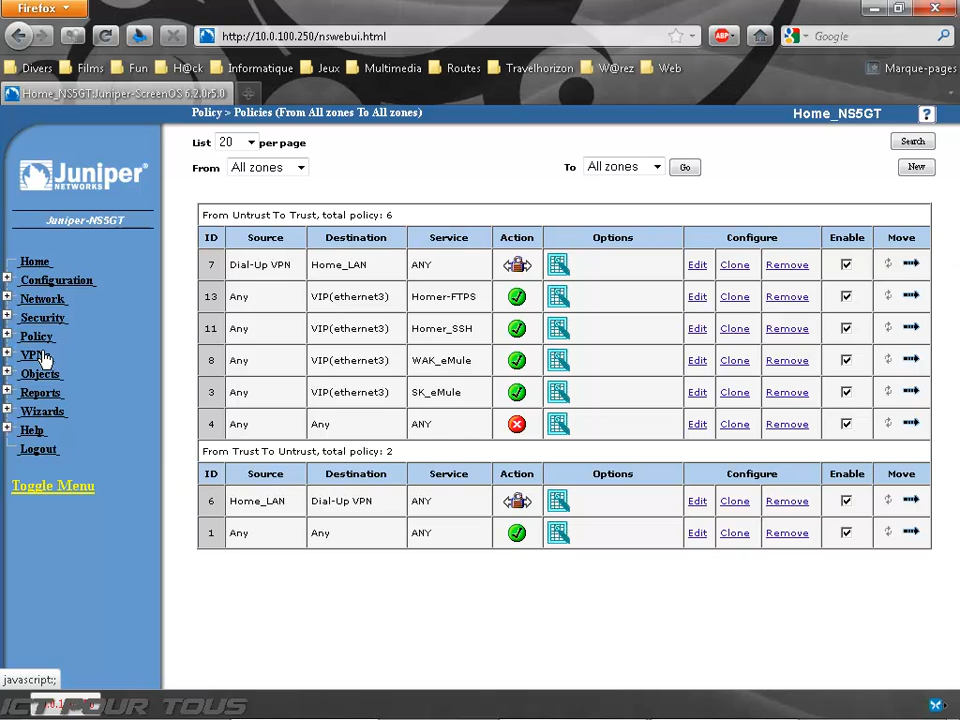 Firefox
http://10.0.100.250/nswebui.html
ABP
Google
Divers Films Fun H@ck Informatique Jeux Multimedia Routes Travelhorizon W@rez Web Marque-pages
Home_NS5GT:Juniper-ScreenOS 6.2.0r5.0
Policy > Policies (From All zones To All zones) Home_NS5GT ?
List 20 per page Search
From All zones To All zones Go New
Juniper
NETWORKS
Juniper-NS5GT
Home
Configuration
Network
Security
Policy
VPN
Objects
Reports
Wizards
Help
Logout
Toggle Menu
From Untrust To Trust, total policy: 6
ID Source Destination Service Action Options Configure Enable Move
7 Dial-Up VPN Home_LAN ANY Edit Clone Remove
13 Any VIP(ethernet3) Homer-FTPS Edit Clone Remove
11 Any VIP(ethernet3) Homer_SSH Edit Clone Remove
8 Any VIP(ethernet3) WAK_eMule Edit Clone Remove
3 Any VIP(ethernet3) SK_eMule Edit Clone Remove
4 Any Any ANY Edit Clone Remove
From Trust To Untrust, total policy: 2
ID Source Destination Service Action Options Configure Enable Move
6 Home_LAN Dial-Up VPN ANY Edit Clone Remove
1 Any Any ANY Edit Clone Remove
javascript:;
ICT POUR TOUS